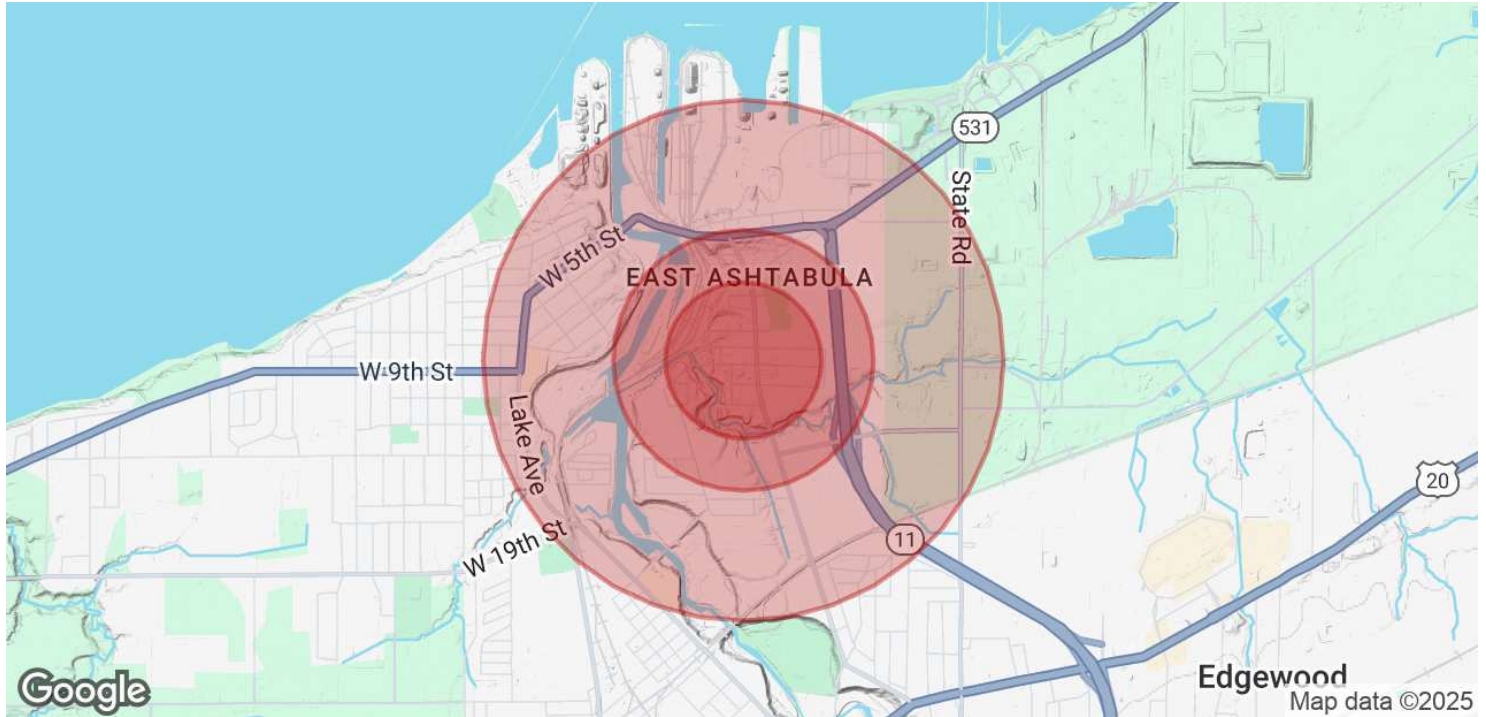 531
State Rd
W 5th St
EAST ASHTABULA
W 9th St
Lake Ave
W 19th St
20
11
Edgewood
Google
Map data ©2025